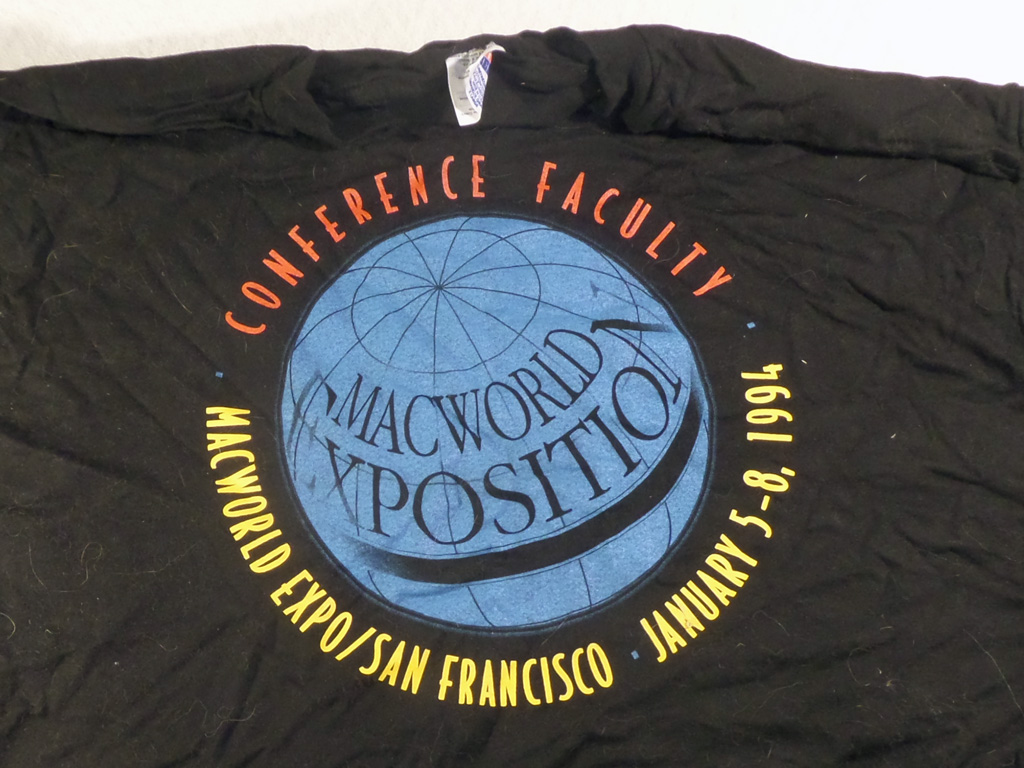 CONFERENCE FACULTY
MACWORLD
EXPOSITION
MACWORLD EXPO/SAN FRANCISCO · JANUARY 5-8, 1994